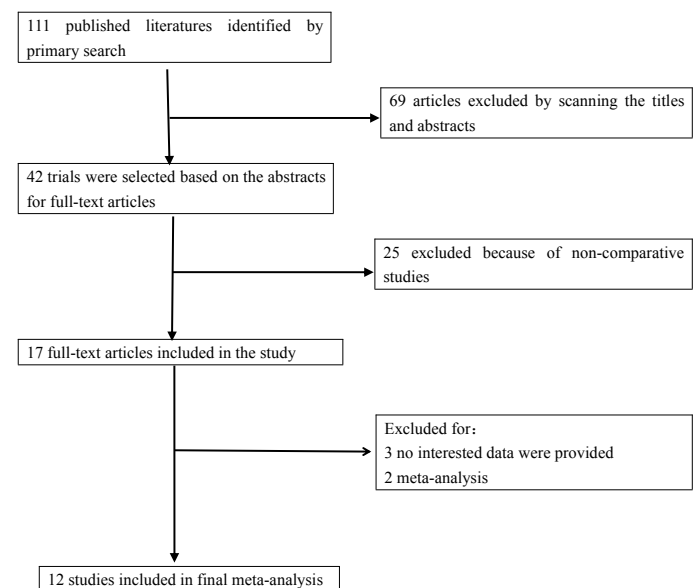 111 published literatures identified by
primary search
69 articles excluded by scanning the titles
and abstracts
42 trials were selected based on the abstracts
for full-text articles
25 excluded because of non-comparative
studies
17 full-text articles included in the study
Excluded for：
3 no interested data were provided
2 meta-analysis
12 studies included in final meta-analysis